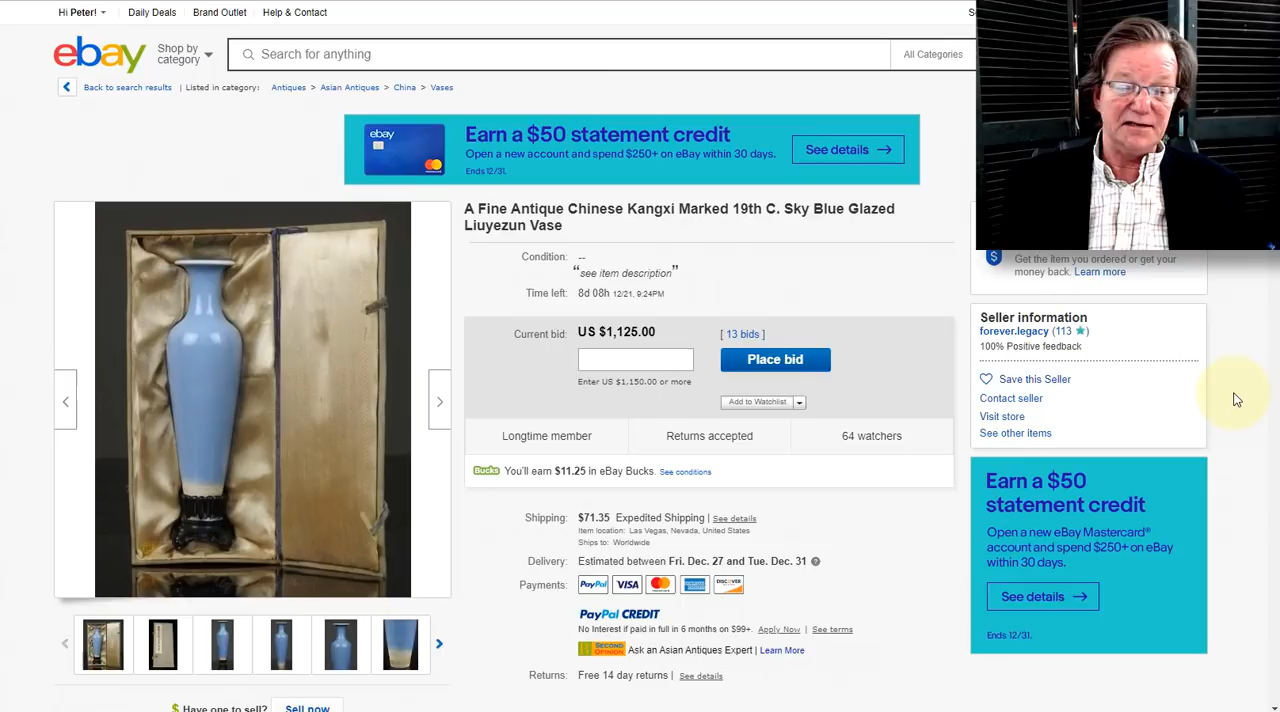 Hi Peter!
Daily Deals
Brand Outlet
Help & Contact
S
ebay
Shop by
category
Search for anything
All Categories
Back to search results
Listed in category:
Antiques > Asian Antiques > China > Vases
ebay
Earn a $50 statement credit
Open a new account and spend $250+ on eBay within 30 days.
Ends 12/31.
See details
A Fine Antique Chinese Kangxi Marked 19th C. Sky Blue Glazed
Liuyezun Vase
Condition: --
“see item description”
Time left: 8d 08h 12/21, 9:24PM
Current bid: US $1,125.00 [ 13 bids ]
Place bid
Enter US $1,150.00 or more
Add to Watchlist
Longtime member
Returns accepted
64 watchers
Bucks You'll earn $11.25 in eBay Bucks. See conditions
Shipping: $71.35 Expedited Shipping | See details
Item location: Las Vegas, Nevada, United States
Ships to: Worldwide
Delivery: Estimated between Fri. Dec. 27 and Tue. Dec. 31
Payments: PayPal VISA DISCOVER
PayPal CREDIT
No Interest if paid in full in 6 months on $99+. Apply Now | See terms
SECOND OPINION Ask an Asian Antiques Expert | Learn More
Returns: Free 14 day returns | See details
$ Have one to sell? Sell now
Get the item you ordered or get your
money back. Learn more
Seller information
forever.legacy (113 )
100% Positive feedback
Save this Seller
Contact seller
Visit store
See other items
Earn a $50
statement credit
Open a new eBay Mastercard®
account and spend $250+ on eBay
within 30 days.
See details
Ends 12/31.